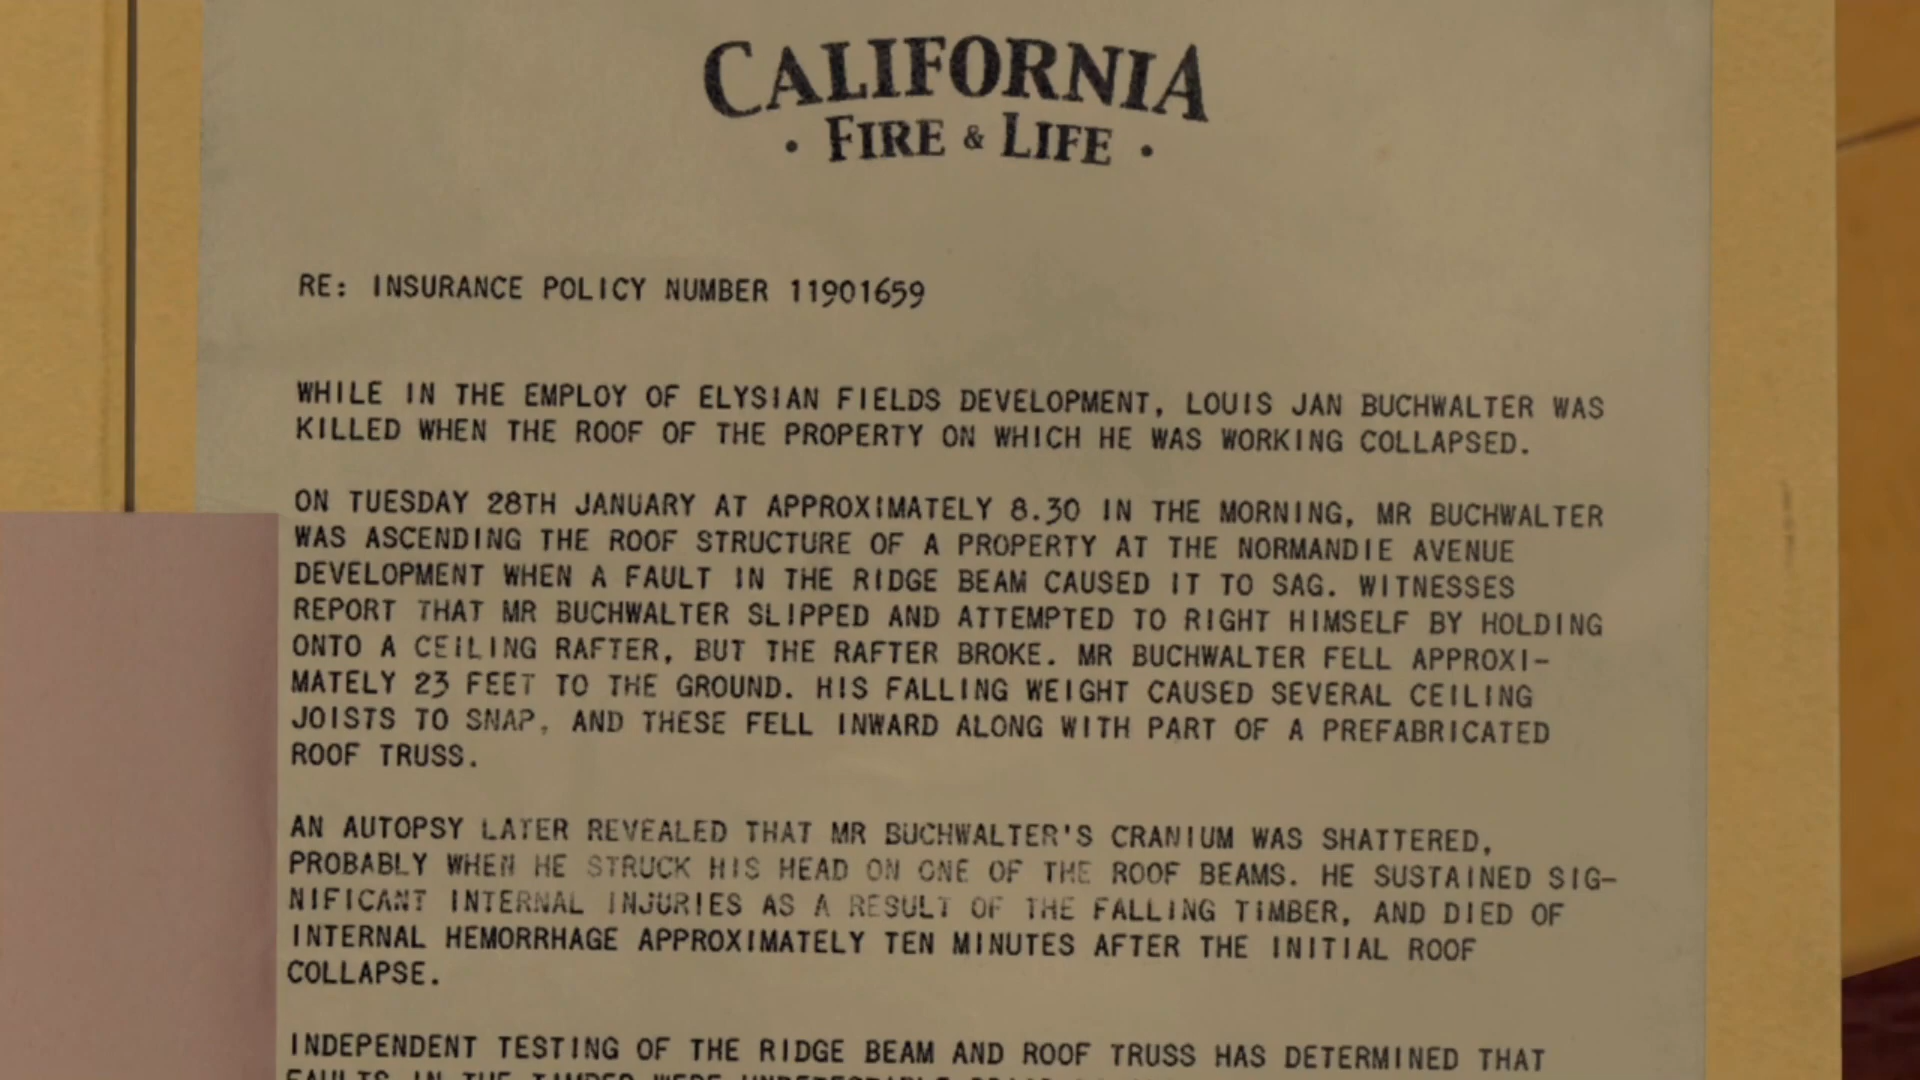 CALIFORNIA
· FIRE & LIFE ·
RE: INSURANCE POLICY NUMBER 11901659
WHILE IN THE EMPLOY OF ELYSIAN FIELDS DEVELOPMENT, LOUIS JAN BUCHWALTER WAS
KILLED WHEN THE ROOF OF THE PROPERTY ON WHICH HE WAS WORKING COLLAPSED.
ON TUESDAY 28TH JANUARY AT APPROXIMATELY 8.30 IN THE MORNING, MR BUCHWALTER
WAS ASCENDING THE ROOF STRUCTURE OF A PROPERTY AT THE NORMANDIE AVENUE
DEVELOPMENT WHEN A FAULT IN THE RIDGE BEAM CAUSED IT TO SAG. WITNESSES
REPORT THAT MR BUCHWALTER SLIPPED AND ATTEMPTED TO RIGHT HIMSELF BY HOLDING
ONTO A CEILING RAFTER, BUT THE RAFTER BROKE. MR BUCHWALTER FELL APPROXI-
MATELY 23 FEET TO THE GROUND. HIS FALLING WEIGHT CAUSED SEVERAL CEILING
JOISTS TO SNAP, AND THESE FELL INWARD ALONG WITH PART OF A PREFABRICATED
ROOF TRUSS.
AN AUTOPSY LATER REVEALED THAT MR BUCHWALTER'S CRANIUM WAS SHATTERED,
PROBABLY WHEN HE STRUCK HIS HEAD ON ONE OF THE ROOF BEAMS. HE SUSTAINED SIG-
NIFICANT INTERNAL INJURIES AS A RESULT OF THE FALLING TIMBER, AND DIED OF
INTERNAL HEMORRHAGE APPROXIMATELY TEN MINUTES AFTER THE INITIAL ROOF
COLLAPSE.
INDEPENDENT TESTING OF THE RIDGE BEAM AND ROOF TRUSS HAS DETERMINED THAT
FAULTS IN THE TIMBER WERE